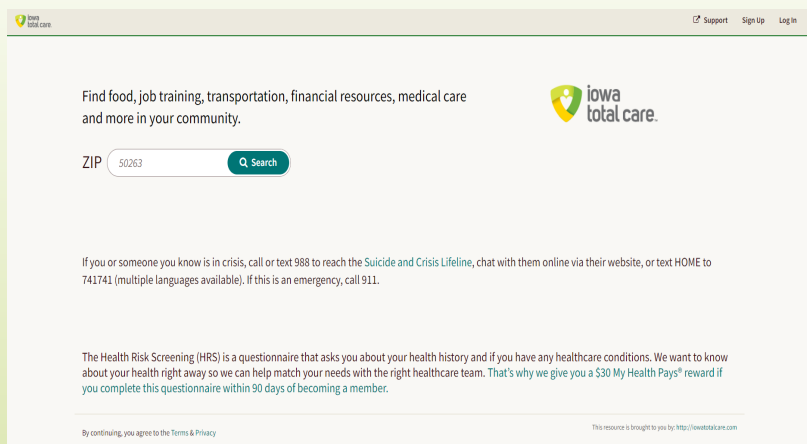 iowa
total care.
Support Sign Up Log In
Find food, job training, transportation, financial resources, medical care
and more in your community.
iowa
total care.
ZIP 50263 Search
If you or someone you know is in crisis, call or text 988 to reach the Suicide and Crisis Lifeline, chat with them online via their website, or text HOME to
741741 (multiple languages available). If this is an emergency, call 911.
The Health Risk Screening (HRS) is a questionnaire that asks you about your health history and if you have any healthcare conditions. We want to know
about your health right away so we can help match your needs with the right healthcare team. That's why we give you a $30 My Health Pays® reward if
you complete this questionnaire within 90 days of becoming a member.
By continuing, you agree to the Terms & Privacy
This resource is brought to you by: http://iowatotalcare.com